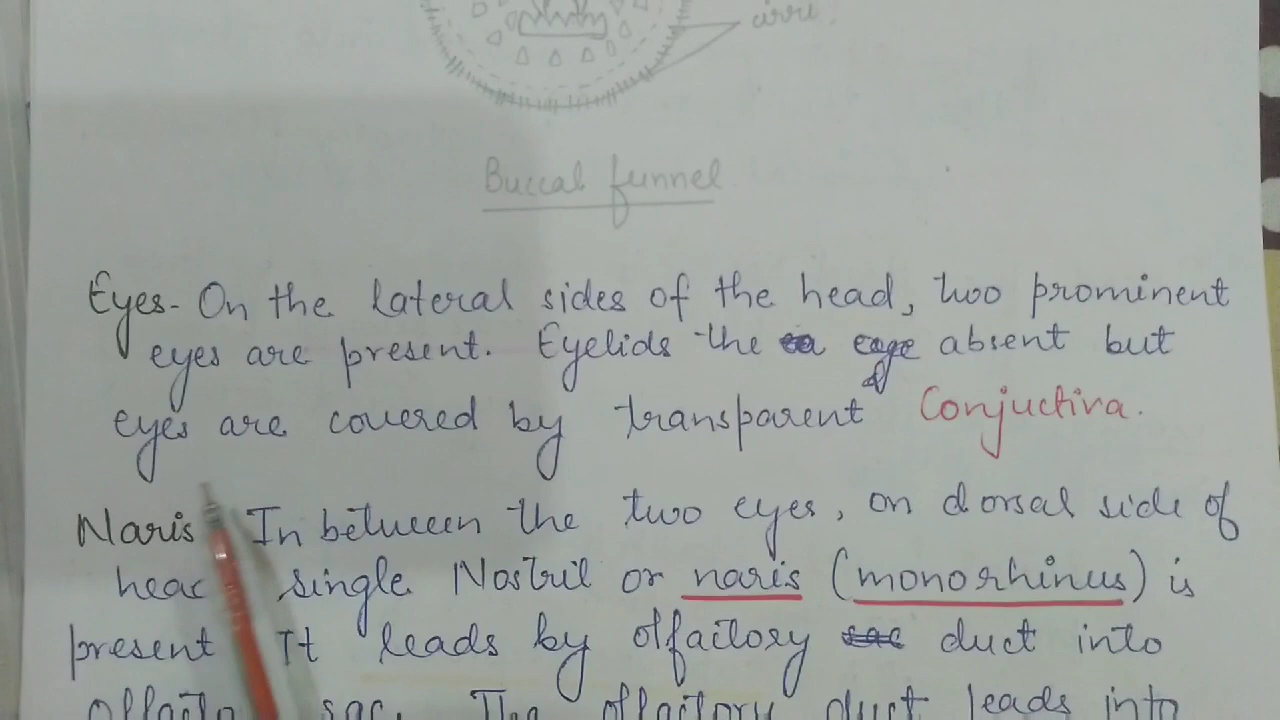 cirri
Buccal funnel
Eyes- On the lateral sides of the head, two prominent
eyes are present. Eyelids the absent but
eyes are covered by transparent Conjuctiva.
Naris In between the two eyes, on dorsal side of
single Nostril or naris (monorhinus) is
present It leads by olfactory duct into
sac. The olfactory duct leads into